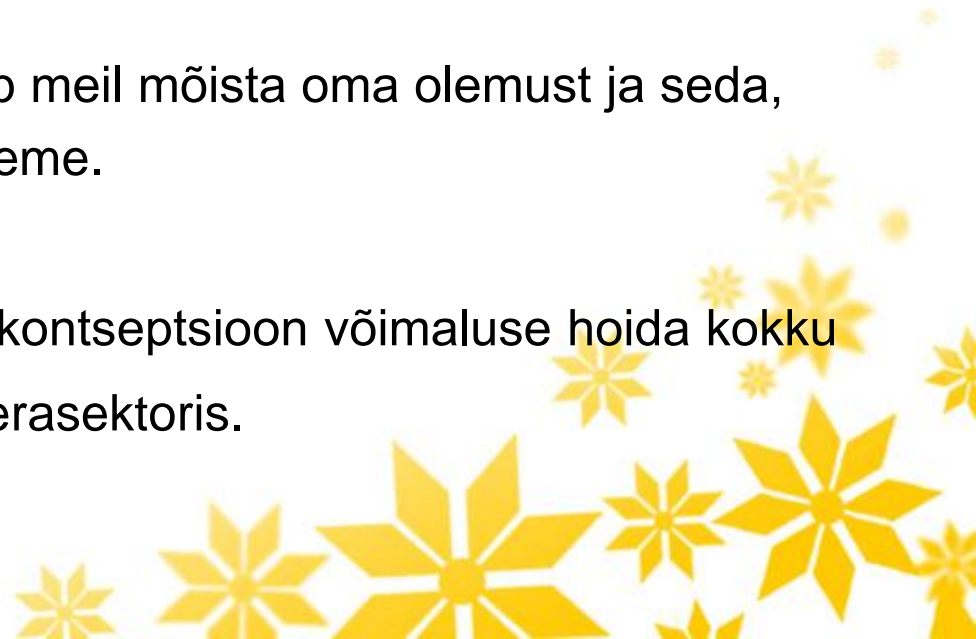 meil mõista oma olemust ja seda,
eme.
kontseptsioon võimaluse hoida kokku
erasektoris.